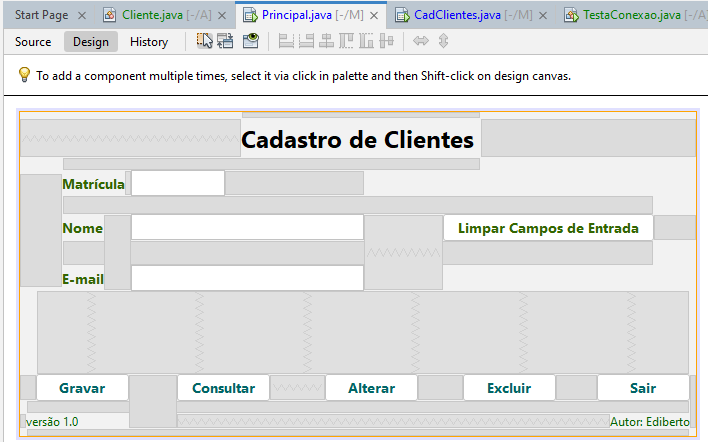 Start Page Cliente.java [-/A] Principal.java [-/M] CadClientes.java [-/M] TestaConexao.java [-/A]
Source Design History
To add a component multiple times, select it via click in palette and then Shift-click on design canvas.
Cadastro de Clientes
Matrícula
Nome Limpar Campos de Entrada
E-mail
Gravar Consultar Alterar Excluir Sair
versão 1.0 Autor: Ediberto